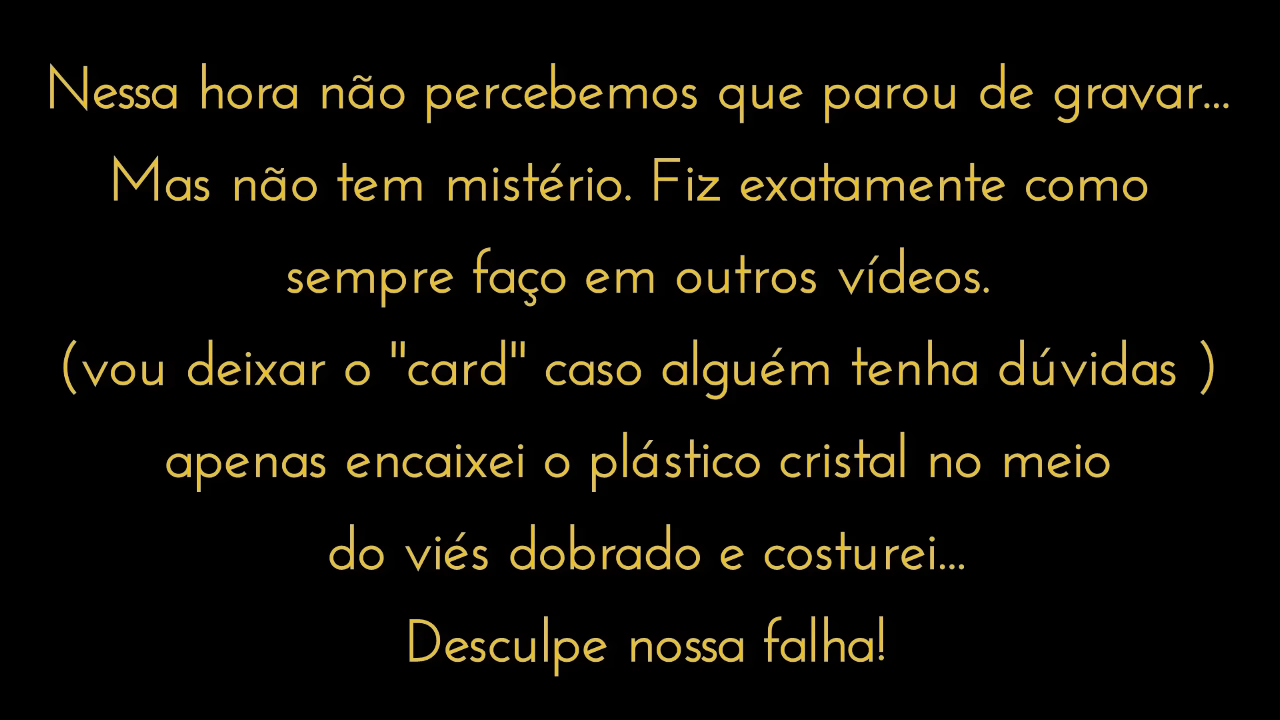 Nessa hora não percebemos que parou de gravar...
Mas não tem mistério. Fiz exatamente como
sempre faço em outros vídeos.
(vou deixar o "card" caso alguém tenha dúvidas )
apenas encaixei o plástico cristal no meio
do viés dobrado e costurei...
Desculpe nossa falha!